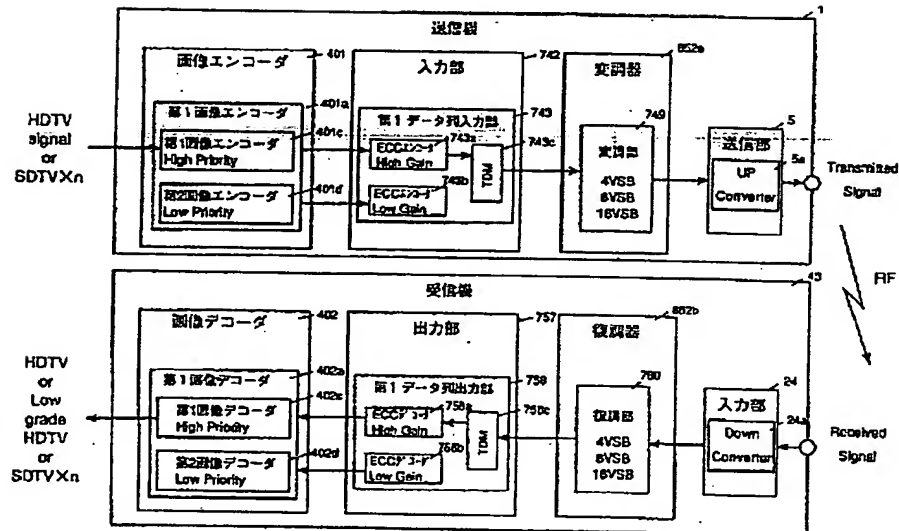 送信機
1
画像エンコーダ
401
入力部
742
変調器
852a
HDTV
signal
or
SDTV×n
第1画像エンコーダ
401a
第1画像エンコーダ
High Priority
401c
第2画像エンコーダ
Low Priority
401d
第1データ列入力部
743
ECCエンコーダ
High Gain
743a
ECCエンコーダ
Low Gain
743b
TDM
743c
変調部
4VSB
8VSB
16VSB
749
送信部
5
UP
Converter
5a
Transmitted
Signal
RF
受信機
43
画像デコーダ
402
出力部
757
復調器
852b
HDTV
or
Low
grade
HDTV
or
SDTV×n
第1画像デコーダ
402a
第1画像デコーダ
High Priority
402c
第2画像デコーダ
Low Priority
402d
第1データ列出力部
758
ECCデコーダ
High Gain
758a
ECCデコーダ
Low Gain
758b
TDM
758c
復調部
4VSB
8VSB
16VSB
760
入力部
24
Down
Converter
24a
Received
Signal